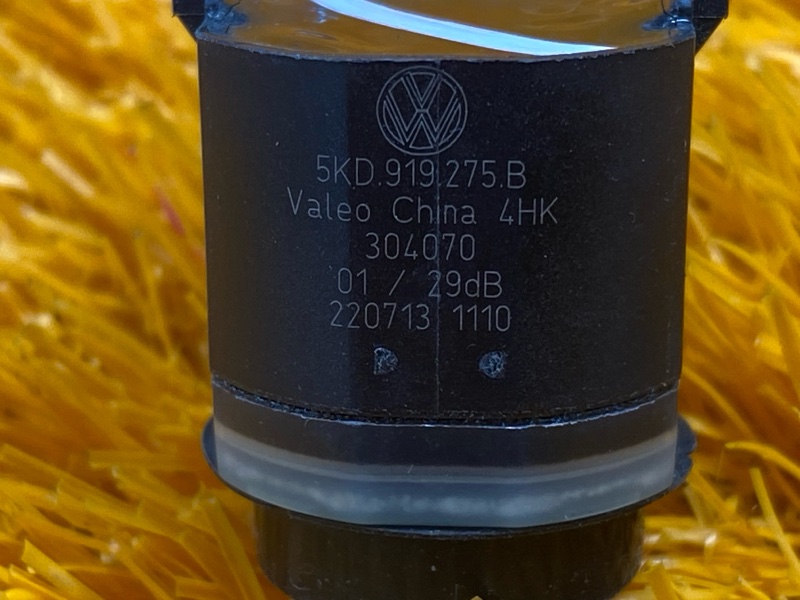 5KD.919.275.B
Valeo China 4HK
304070
01 / 29dB
220713 1110